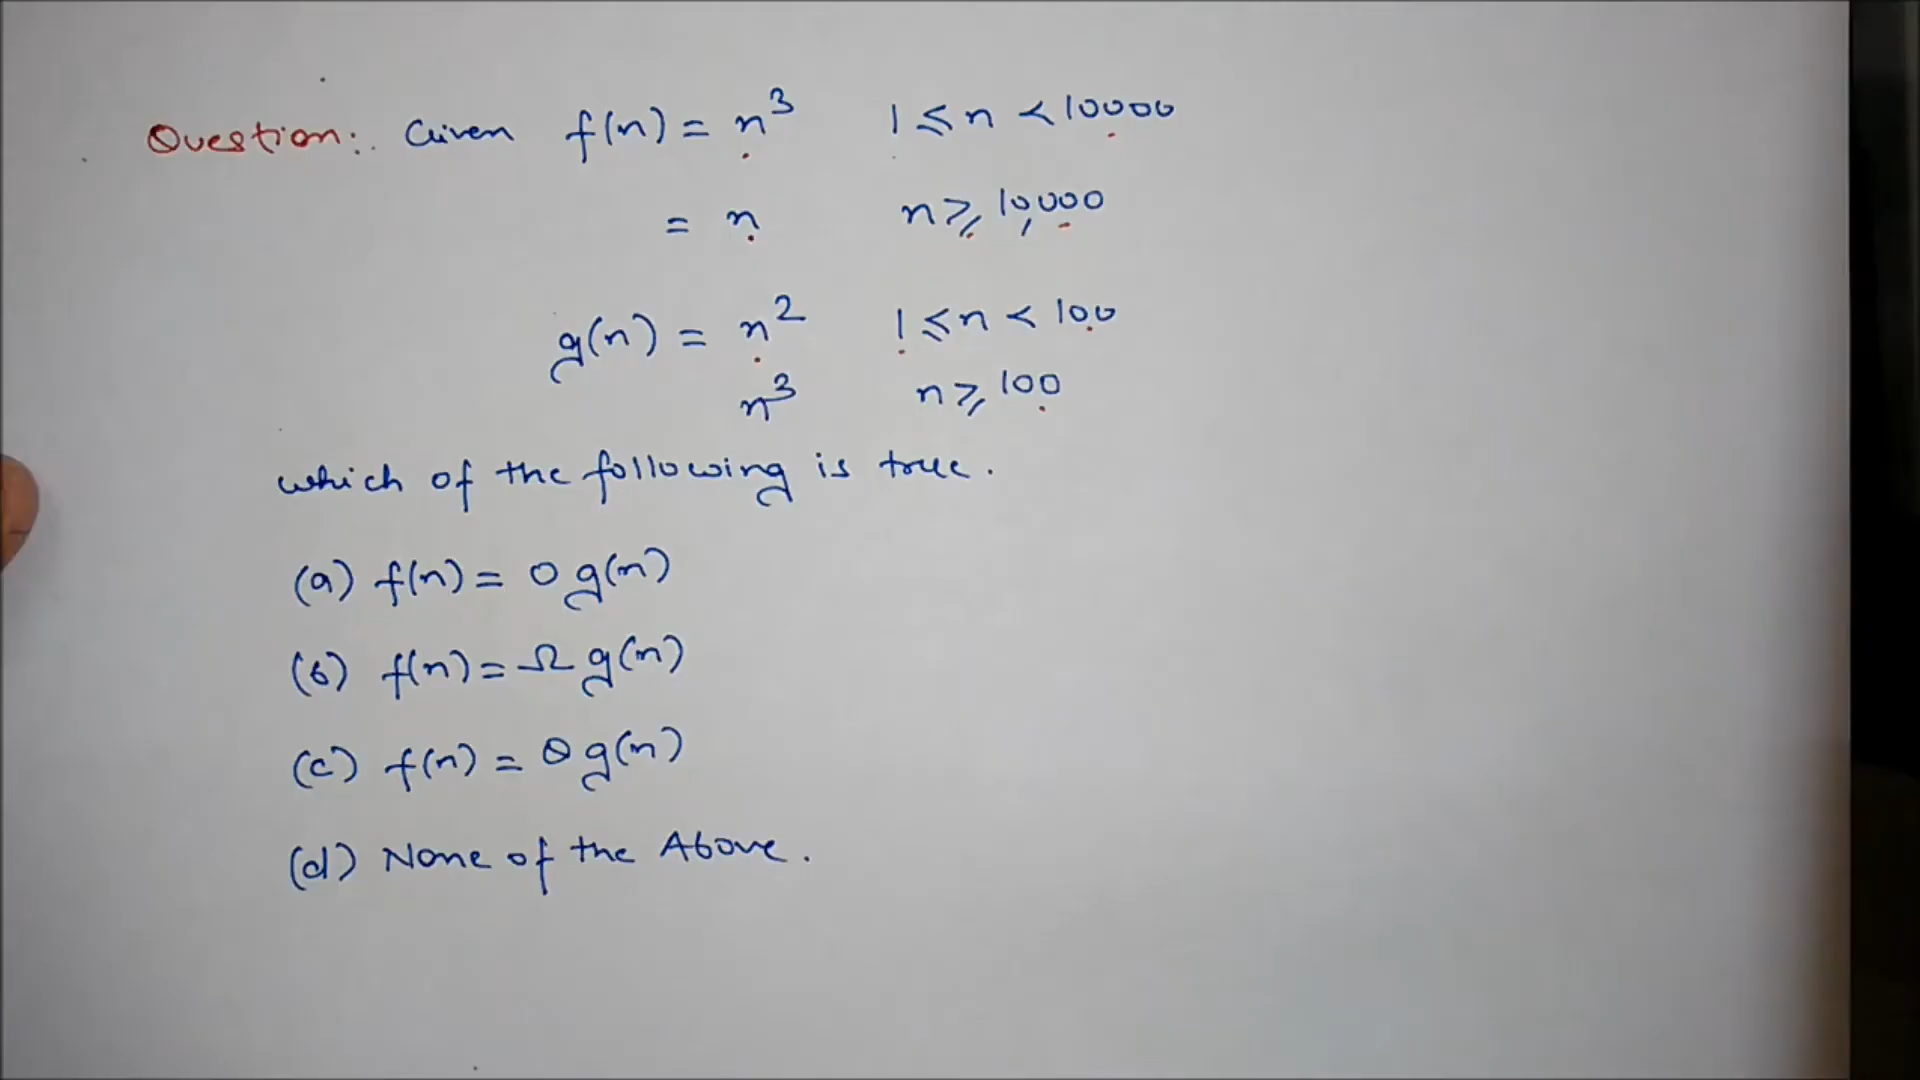 Question:. Given f(n) = n³ 1 ≤ n < 10000
= n n ≥ 10,000
g(n) = n² 1 ≤ n < 100
n³ n ≥ 100
which of the following is true.
(a) f(n) = O g(n)
(b) f(n) = Ω g(n)
(c) f(n) = Θ g(n)
(d) None of the Above.